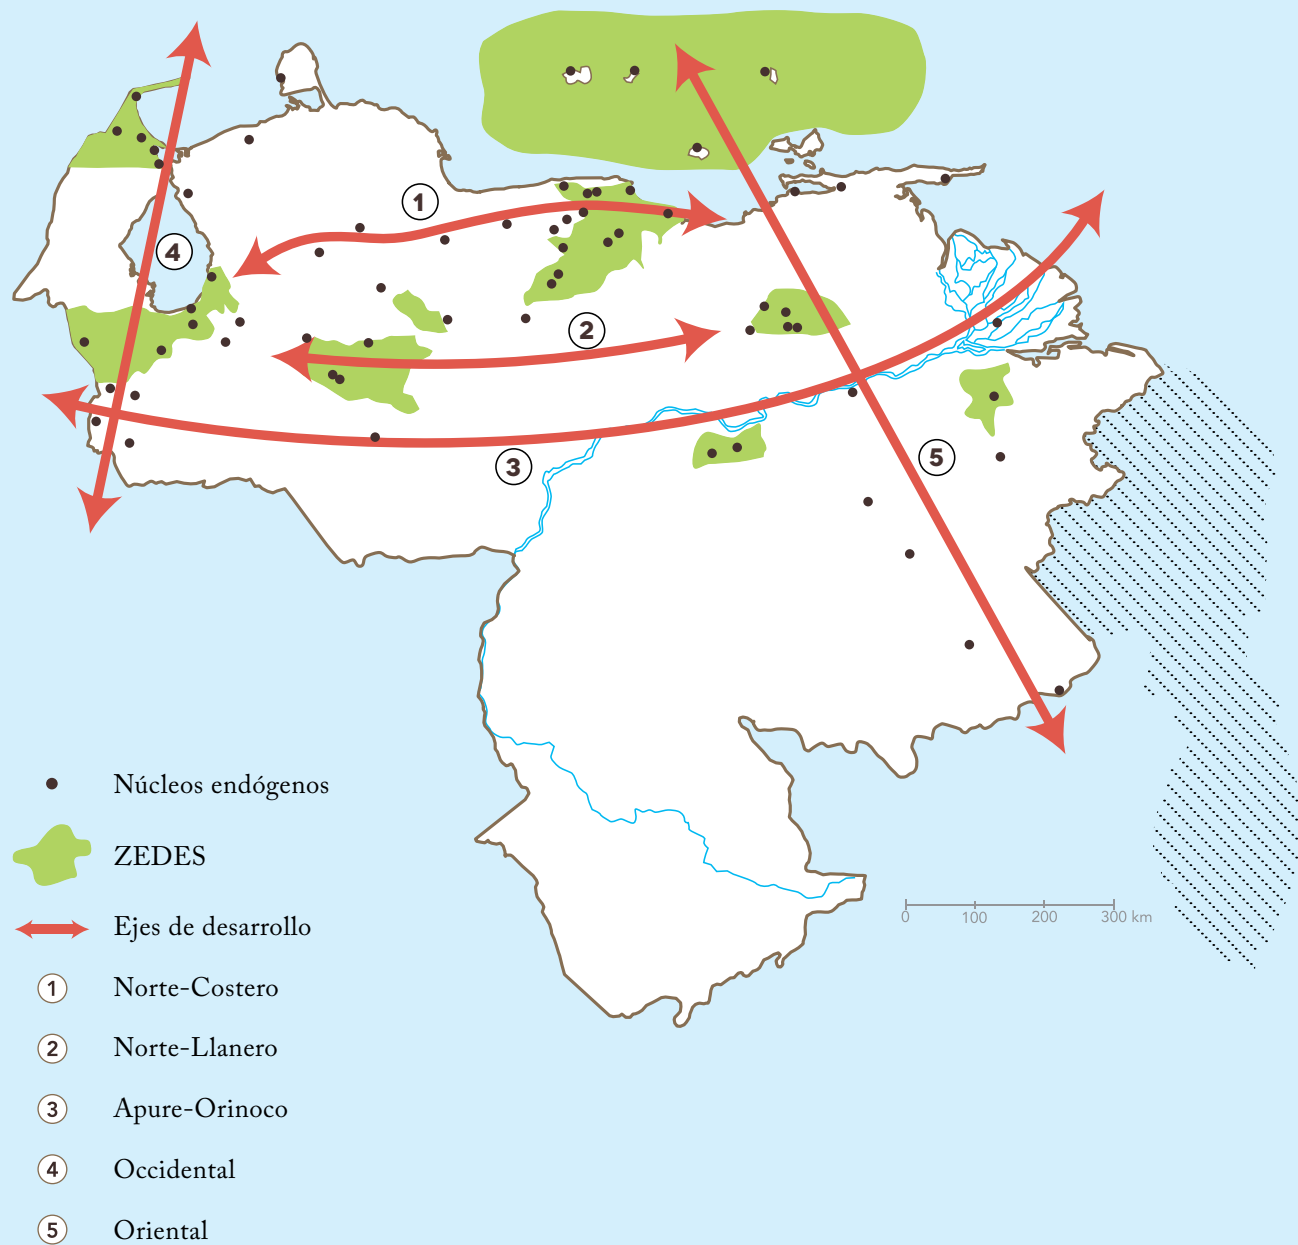 1
4
2
3
5
Núcleos endógenos
ZEDES
Ejes de desarrollo
1 Norte-Costero
2 Norte-Llanero
3 Apure-Orinoco
4 Occidental
5 Oriental
0 100 200 300 km